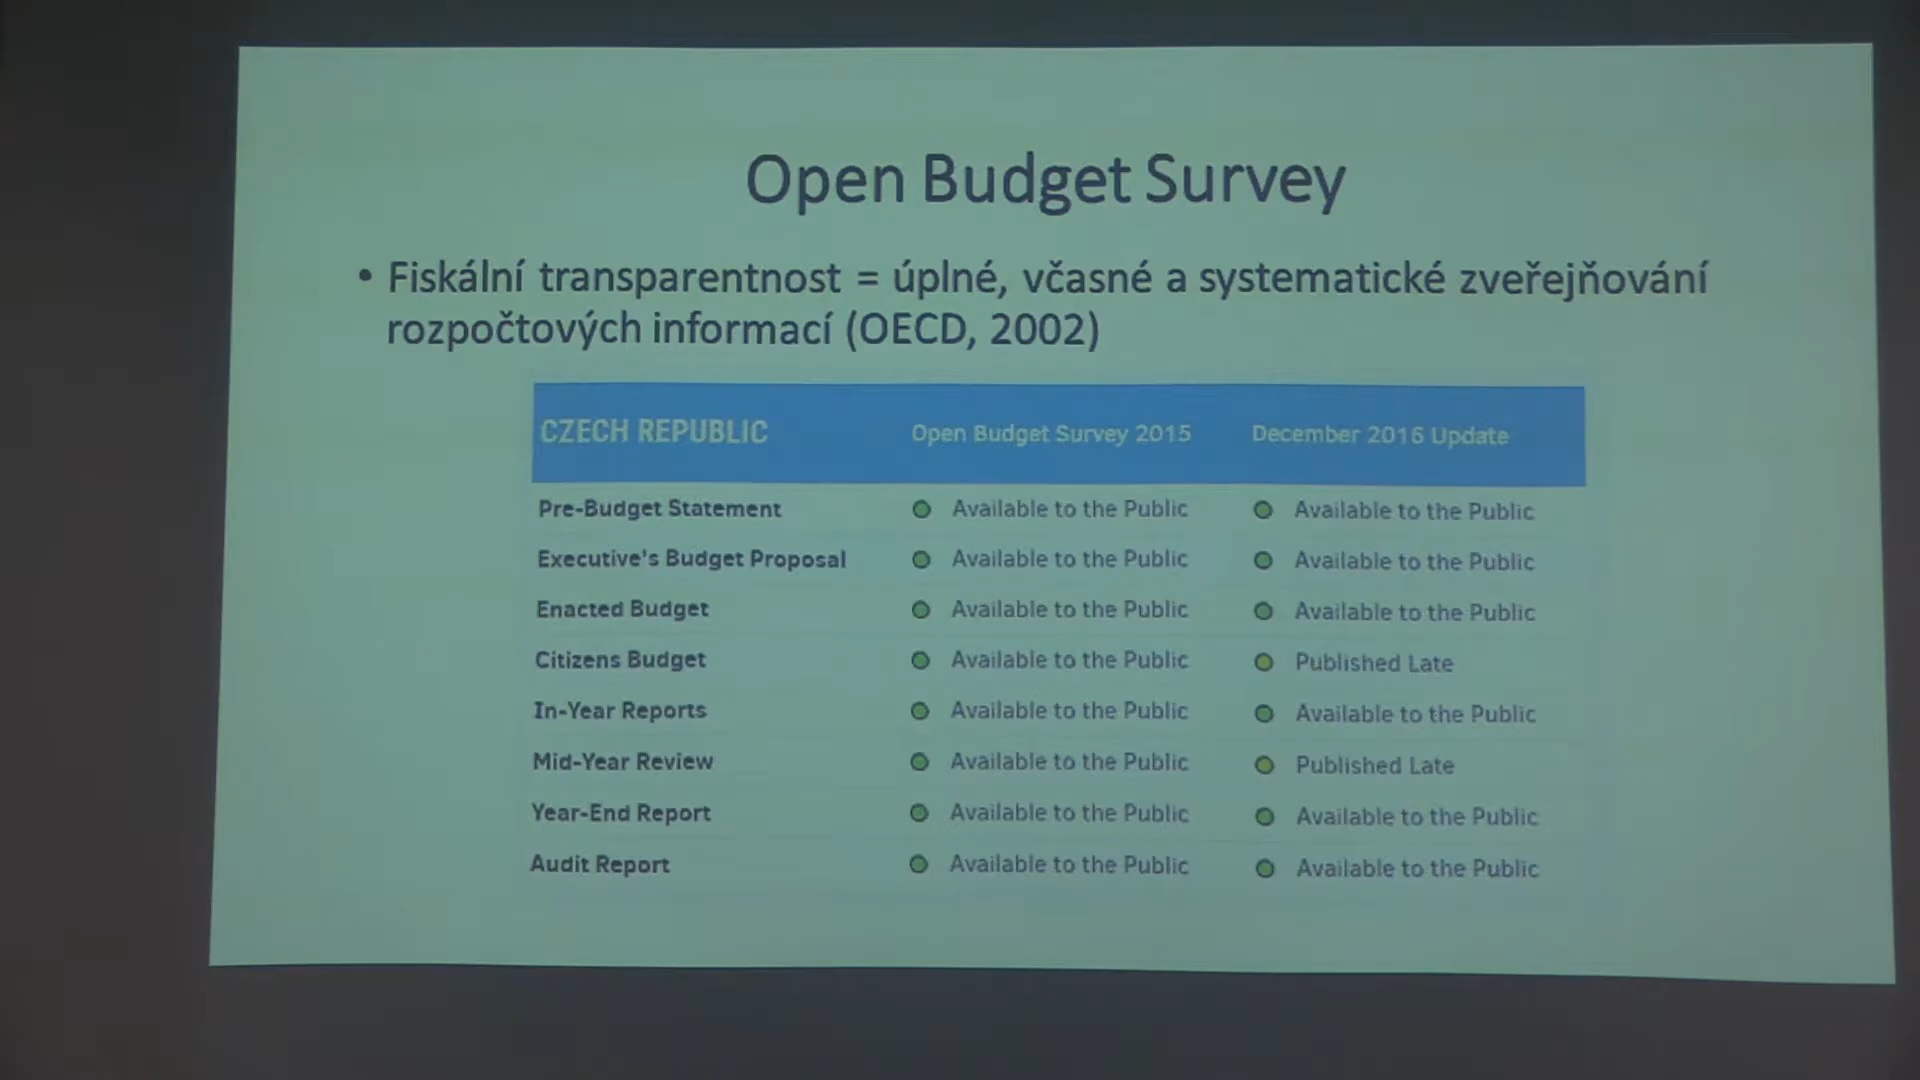 Open Budget Survey
• Fiskální transparentnost = úplné, včasné a systematické zveřejňování
rozpočtových informací (OECD, 2002)
CZECH REPUBLIC Open Budget Survey 2015 December 2016 Update
Pre-Budget Statement Available to the Public Available to the Public
Executive's Budget Proposal Available to the Public Available to the Public
Enacted Budget Available to the Public Available to the Public
Citizens Budget Available to the Public Published Late
In-Year Reports Available to the Public Available to the Public
Mid-Year Review Available to the Public Published Late
Year-End Report Available to the Public Available to the Public
Audit Report Available to the Public Available to the Public